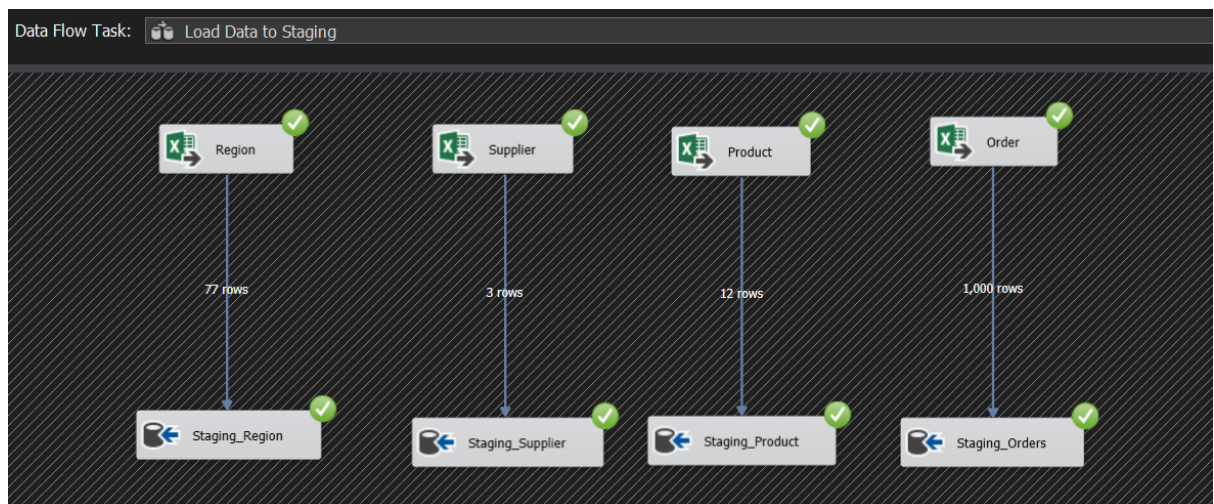 Data Flow Task: Load Data to Staging
Region
Supplier
Product
Order
77 rows
3 rows
12 rows
1,000 rows
Staging_Region
Staging_Supplier
Staging_Product
Staging_Orders